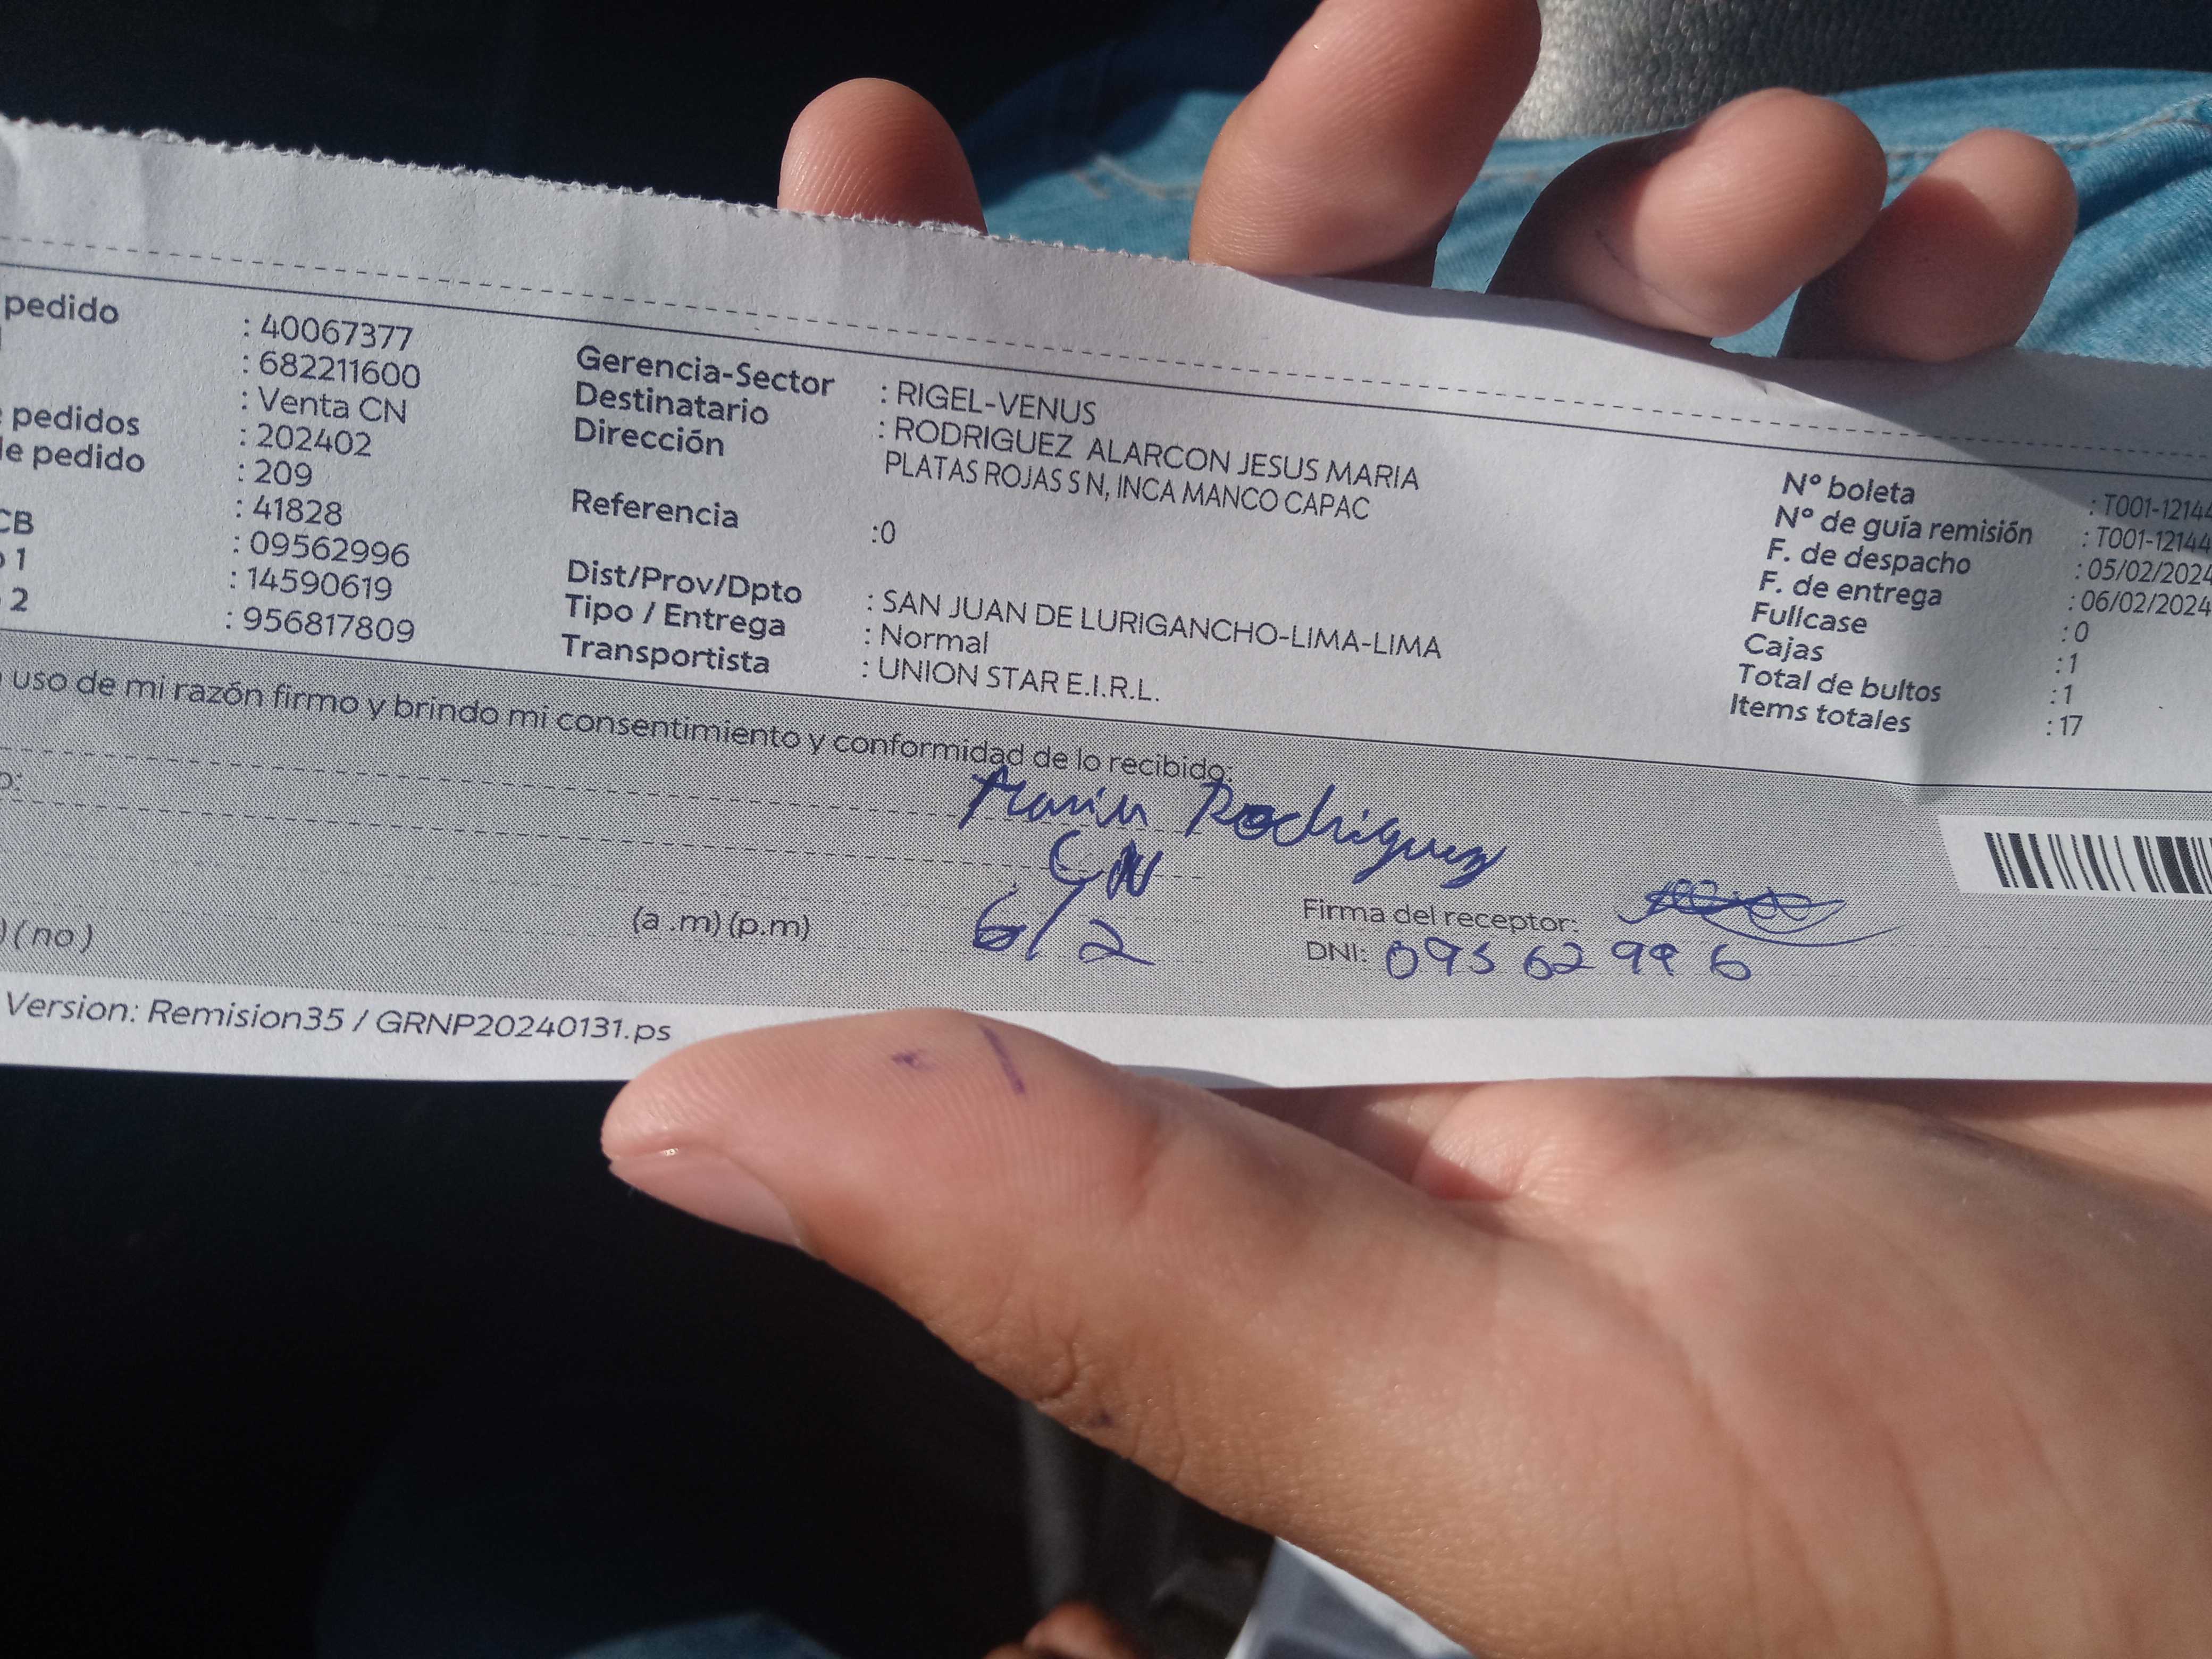 pedido : 40067377
: 682211600
: Venta CN
pedidos : 202402
de pedido : 209
CB : 41828
1 : 09562996
2 : 14590619
: 956817809
Gerencia-Sector : RIGEL-VENUS
Destinatario : RODRIGUEZ ALARCON JESUS MARIA
Dirección PLATAS ROJAS S N, INCA MANCO CAPAC
Referencia :0
Dist/Prov/Dpto : SAN JUAN DE LURIGANCHO-LIMA-LIMA
Tipo / Entrega : Normal
Transportista : UNION STAR E.I.R.L.
Nº boleta : T001-12144
Nº de guía remisión : T001-12144
F. de despacho : 05/02/2024
F. de entrega : 06/02/2024
Fullcase : 0
Cajas : 1
Total de bultos : 1
Items totales : 17
uso de mi razón firmo y brindo mi consentimiento y conformidad de lo recibido:
Maria Rodriguez
CN
6/2
) (no) (a .m) (p.m)
Firma del receptor:
DNI: 09562996
Version: Remision35 / GRNP20240131.ps